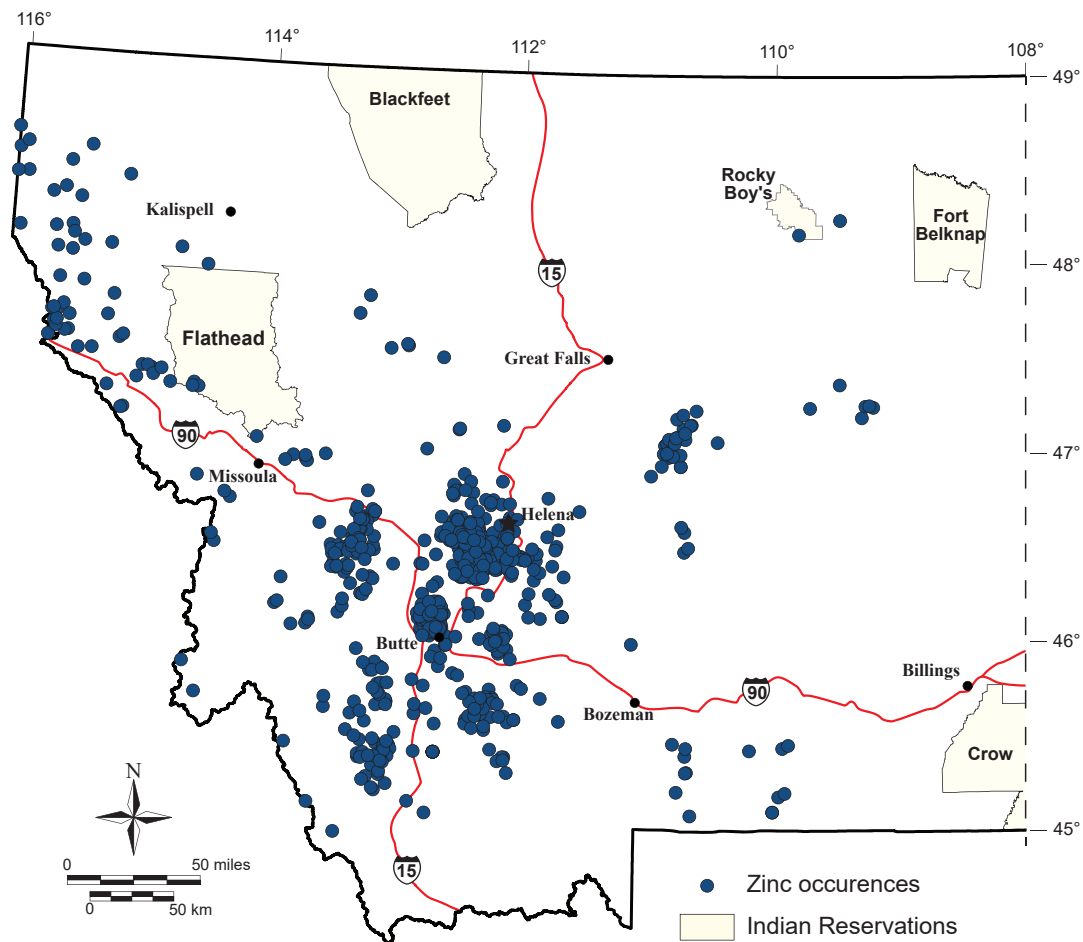 116°
114°
112°
110°
108°
49°
Blackfeet
Rocky
Boy's
Fort
Belknap
Kalispell
48°
15
Flathead
Great Falls
90
47°
Missoula
Helena
46°
Butte
Billings
90
Bozeman
Crow
N
45°
0 50 miles
0 50 km
15
Zinc occurences
Indian Reservations